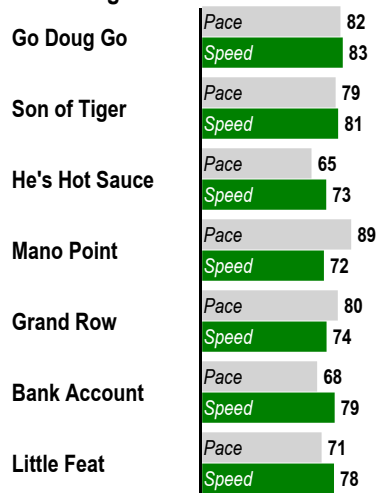 Go Doug Go
Pace 82
Speed 83
Son of Tiger
Pace 79
Speed 81
He's Hot Sauce
Pace 65
Speed 73
Mano Point
Pace 89
Speed 72
Grand Row
Pace 80
Speed 74
Bank Account
Pace 68
Speed 79
Little Feat
Pace 71
Speed 78